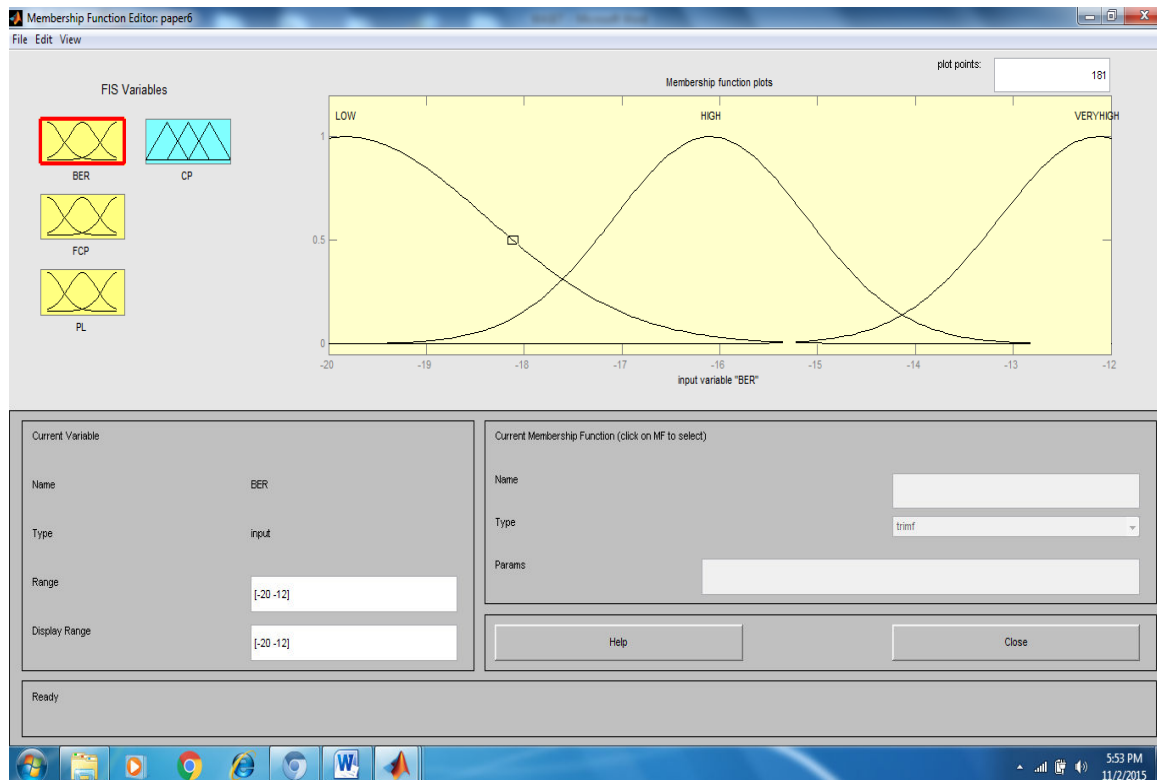 Membership Function Editor: paper6
File Edit View
FIS Variables
BER
CP
FCP
PL
plot points:
181
Membership function plots
LOW
HIGH
VERYHIGH
1
0.5
0
-20 -19 -18 -17 -16 -15 -14 -13 -12
input variable "BER"
Current Variable
Name BER
Type input
Range [-20 -12]
Display Range [-20 -12]
Current Membership Function (click on MF to select)
Name
Type trimf
Params
Help Close
Ready
5:53 PM
11/2/2015